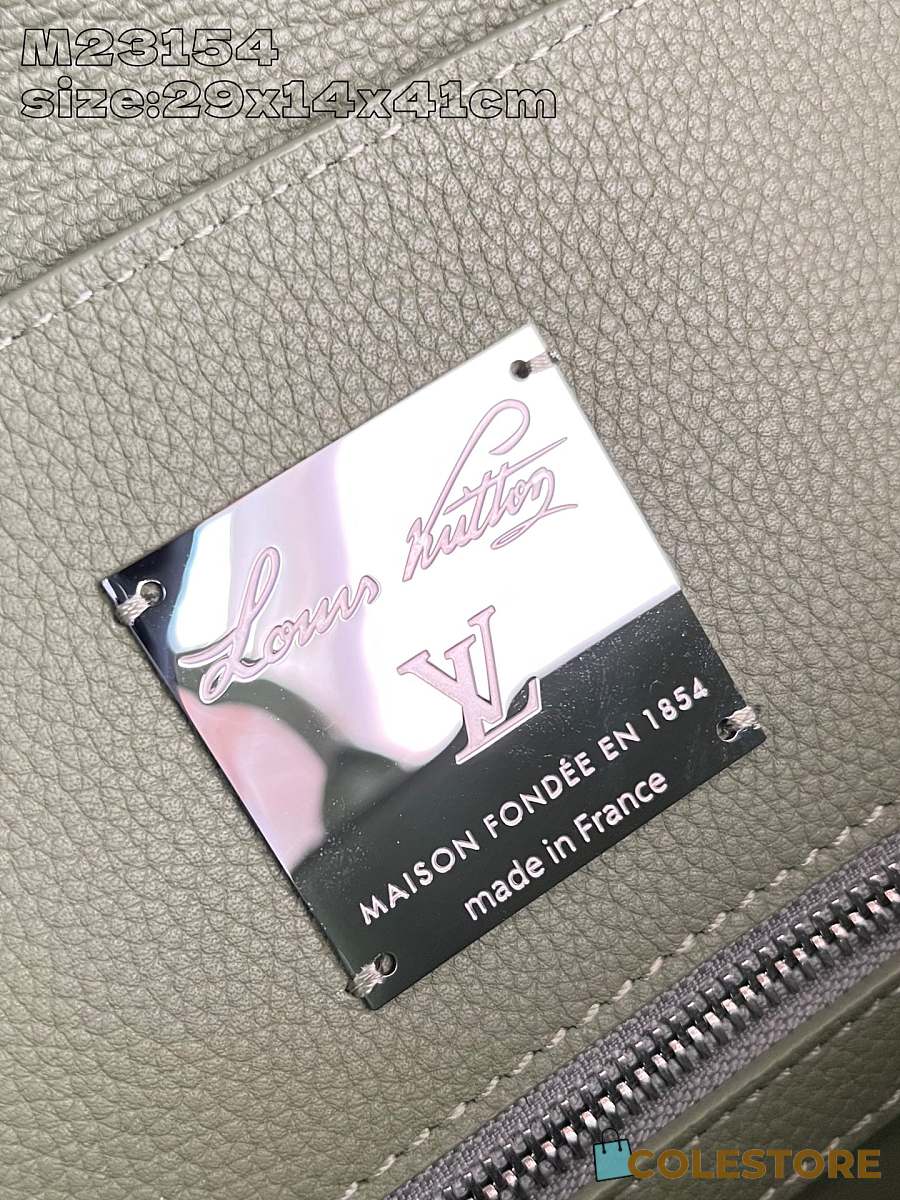 M23154
size:29x14x41cm
Louis Vuitton
LV
MAISON FONDÉE EN 1854
made in France
COLESTORE